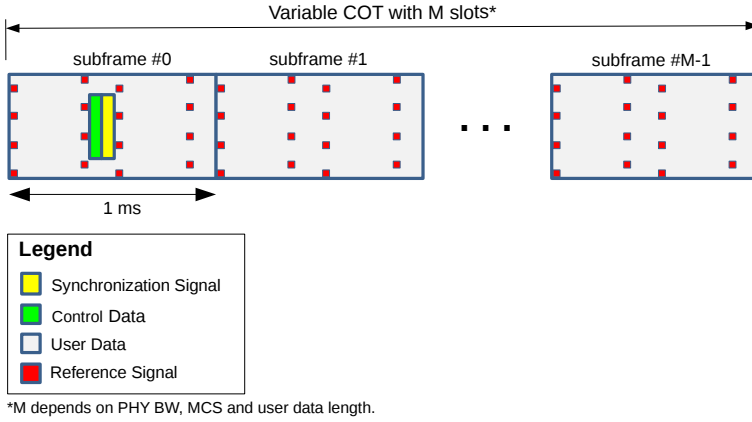 Variable COT with M slots*
subframe #0 subframe #1 subframe #M-1
. . .
1 ms
Legend
Synchronization Signal
Control Data
User Data
Reference Signal
*M depends on PHY BW, MCS and user data length.